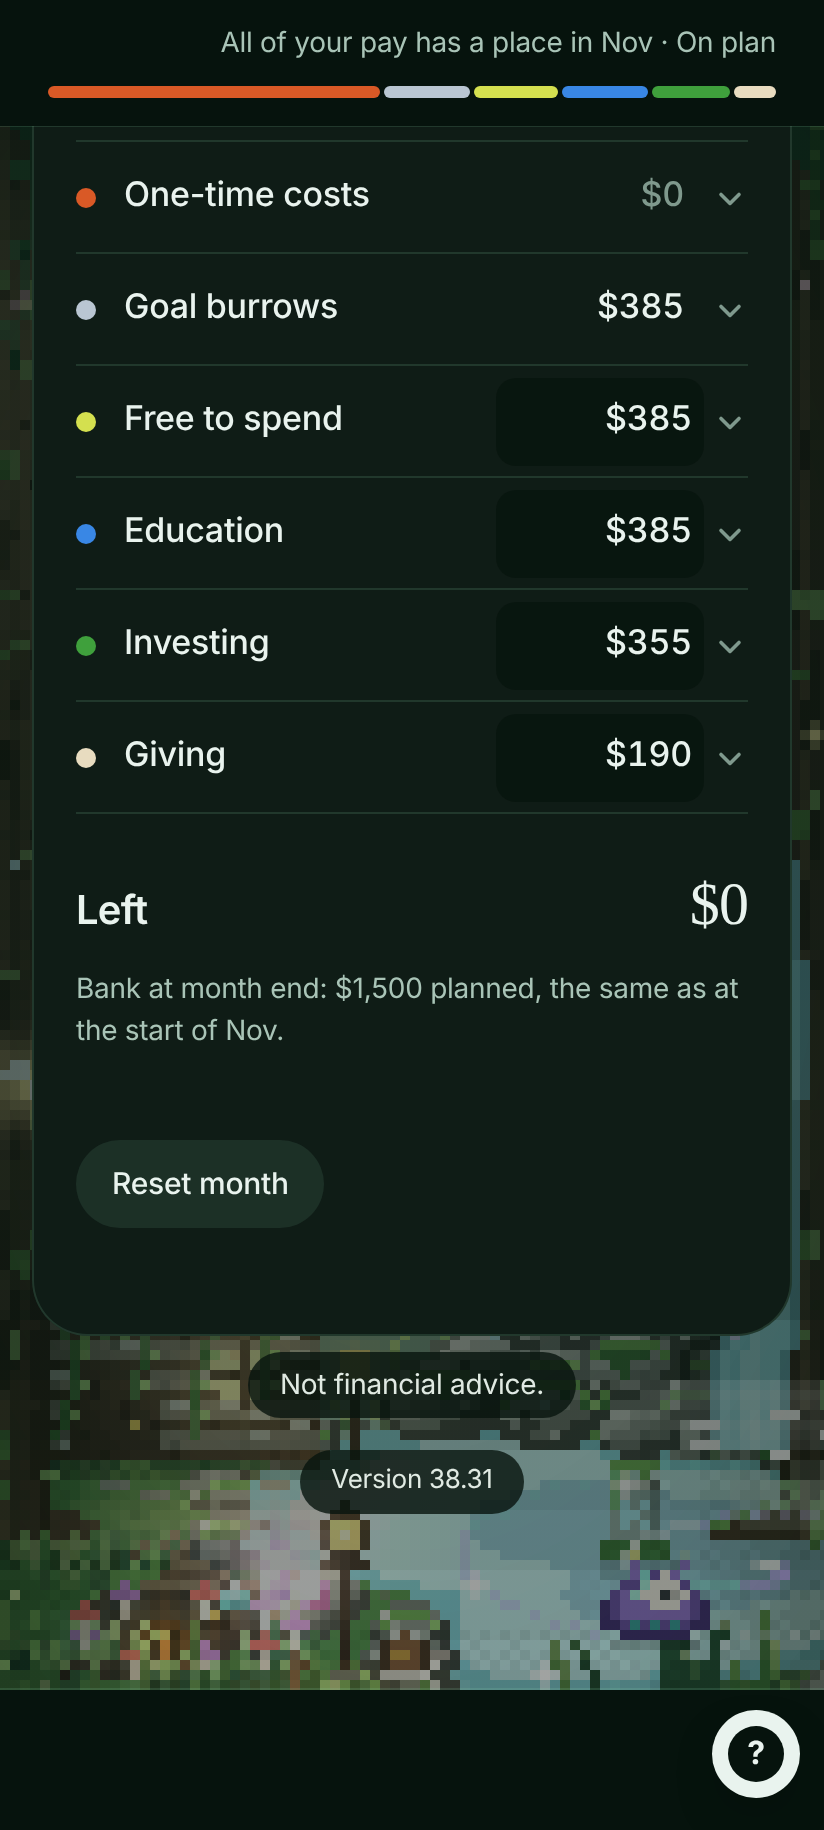 All of your pay has a place in Nov · On plan
One-time costs $0
Goal burrows $385
Free to spend $385
Education $385
Investing $355
Giving $190
Left $0
Bank at month end: $1,500 planned, the same as at
the start of Nov.
Reset month
Not financial advice.
Version 38.31
?